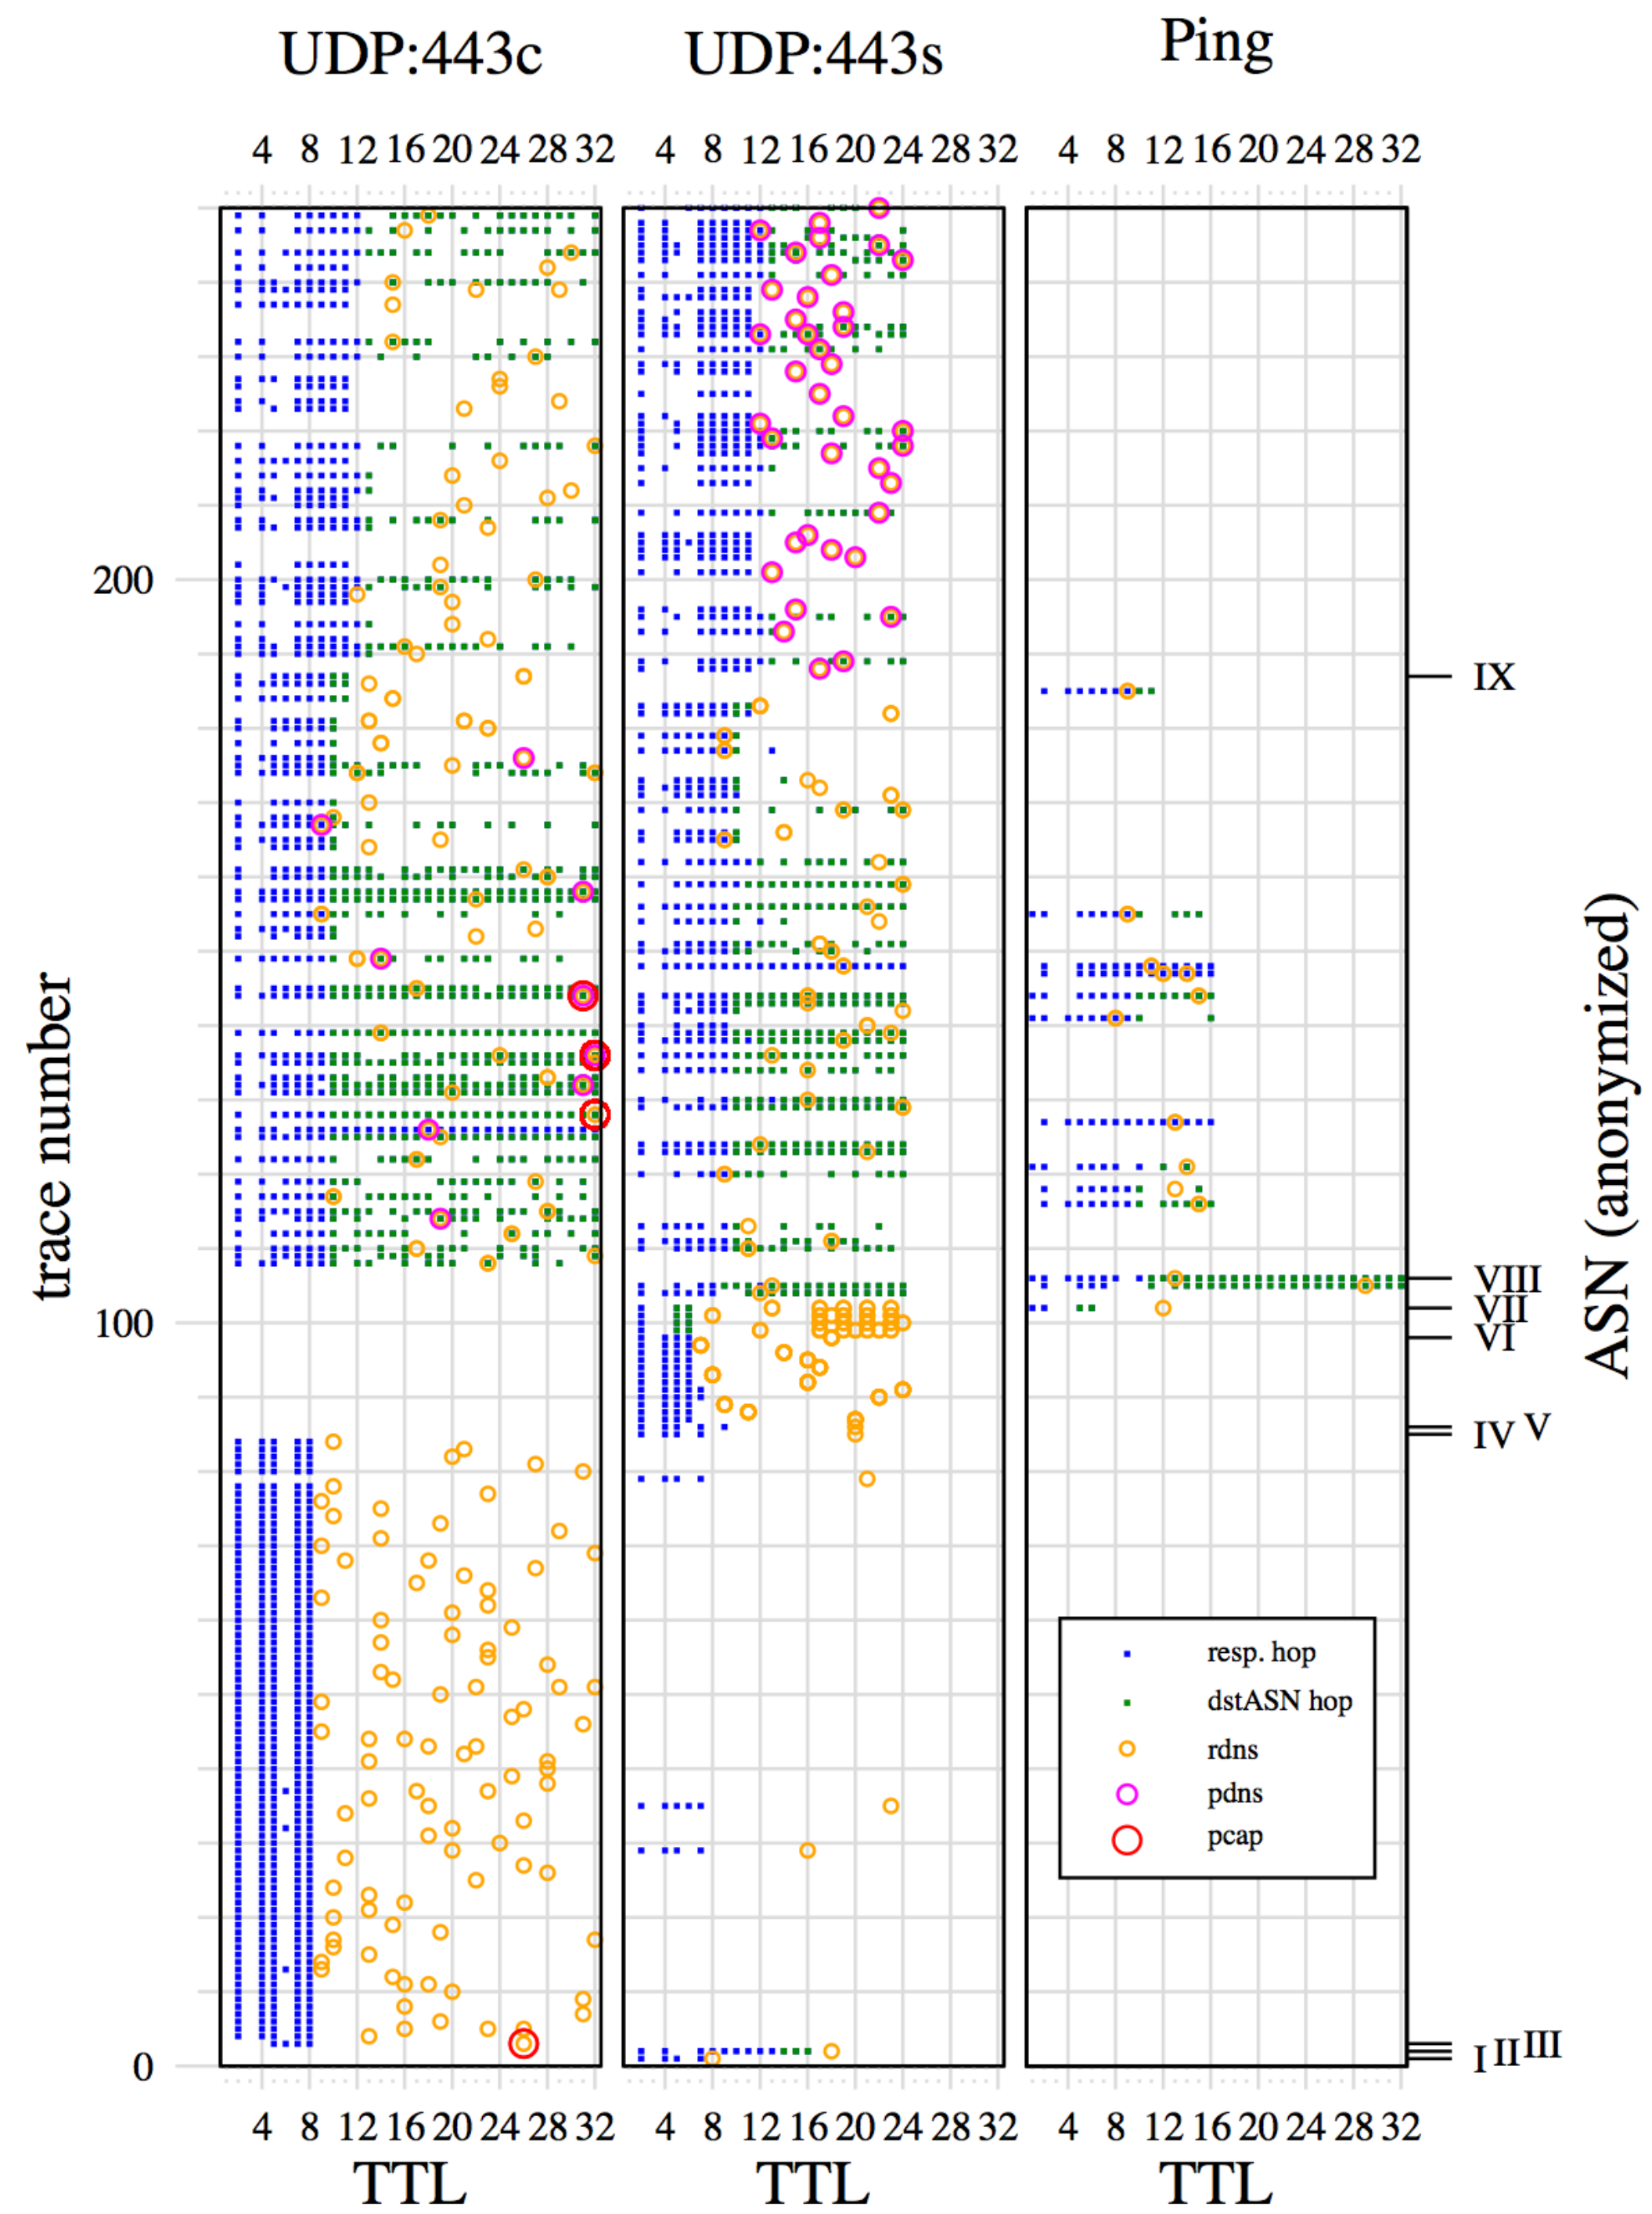 UDP:443c UDP:443s Ping
4 8 12 16 20 24 28 32 4 8 12 16 20 24 28 32 4 8 12 16 20 24 28 32
200
IX
trace number
ASN (anonymized)
VIII
VII
100
VI
IV V
resp. hop
dstASN hop
rdns
pdns
pcap
0
I II III
4 8 12 16 20 24 28 32 4 8 12 16 20 24 28 32 4 8 12 16 20 24 28 32
TTL TTL TTL